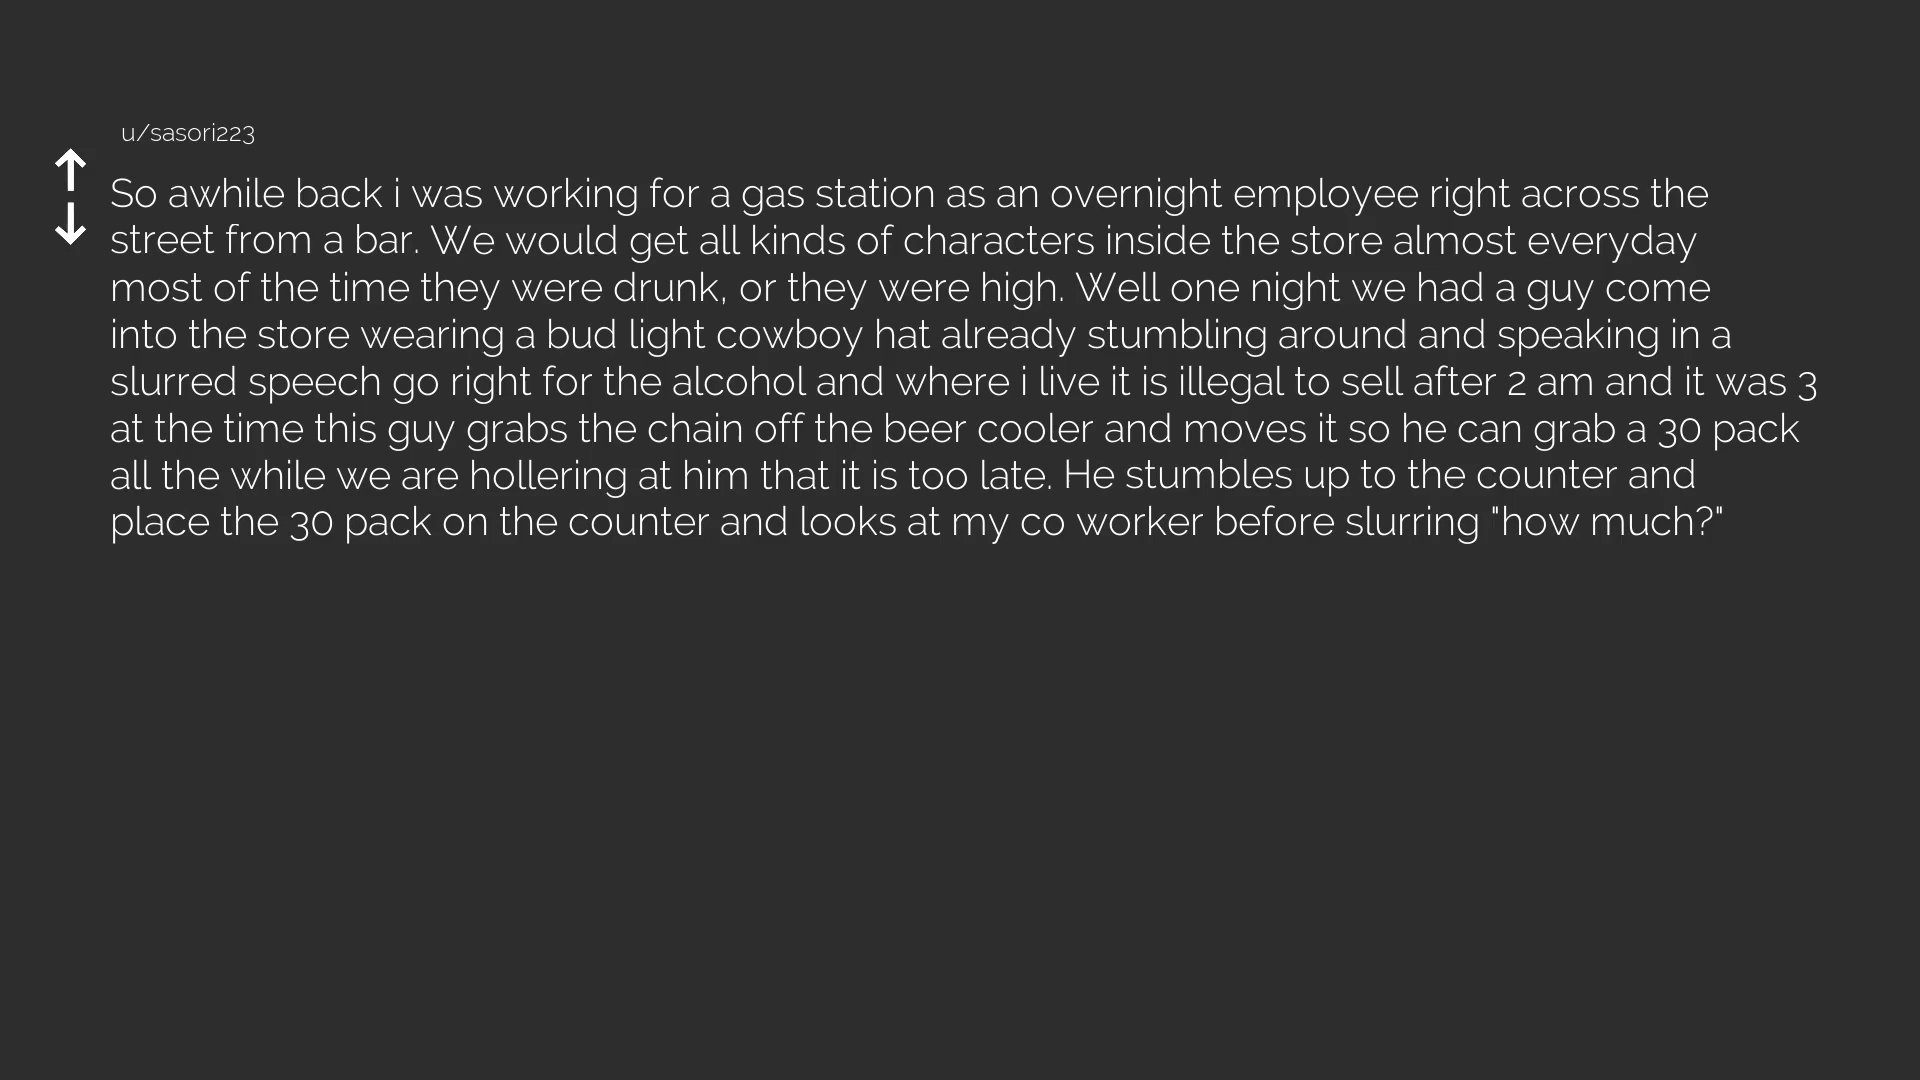 u/sasori223
So awhile back i was working for a gas station as an overnight employee right across the
street from a bar. We would get all kinds of characters inside the store almost everyday
most of the time they were drunk, or they were high. Well one night we had a guy come
into the store wearing a bud light cowboy hat already stumbling around and speaking in a
slurred speech go right for the alcohol and where i live it is illegal to sell after 2 am and it was 3
at the time this guy grabs the chain off the beer cooler and moves it so he can grab a 30 pack
all the while we are hollering at him that it is too late. He stumbles up to the counter and
place the 30 pack on the counter and looks at my co worker before slurring "how much?"